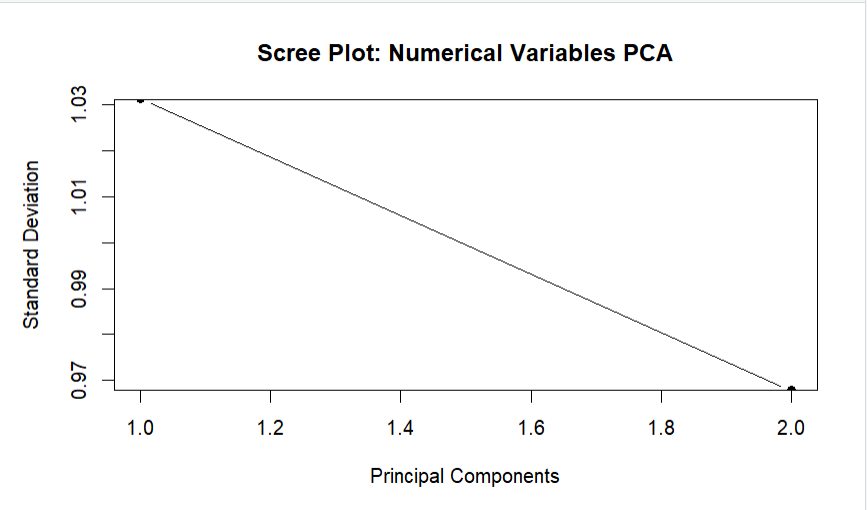 Scree Plot: Numerical Variables PCA
Standard Deviation
1.03
1.01
0.99
0.97
1.0 1.2 1.4 1.6 1.8 2.0
Principal Components